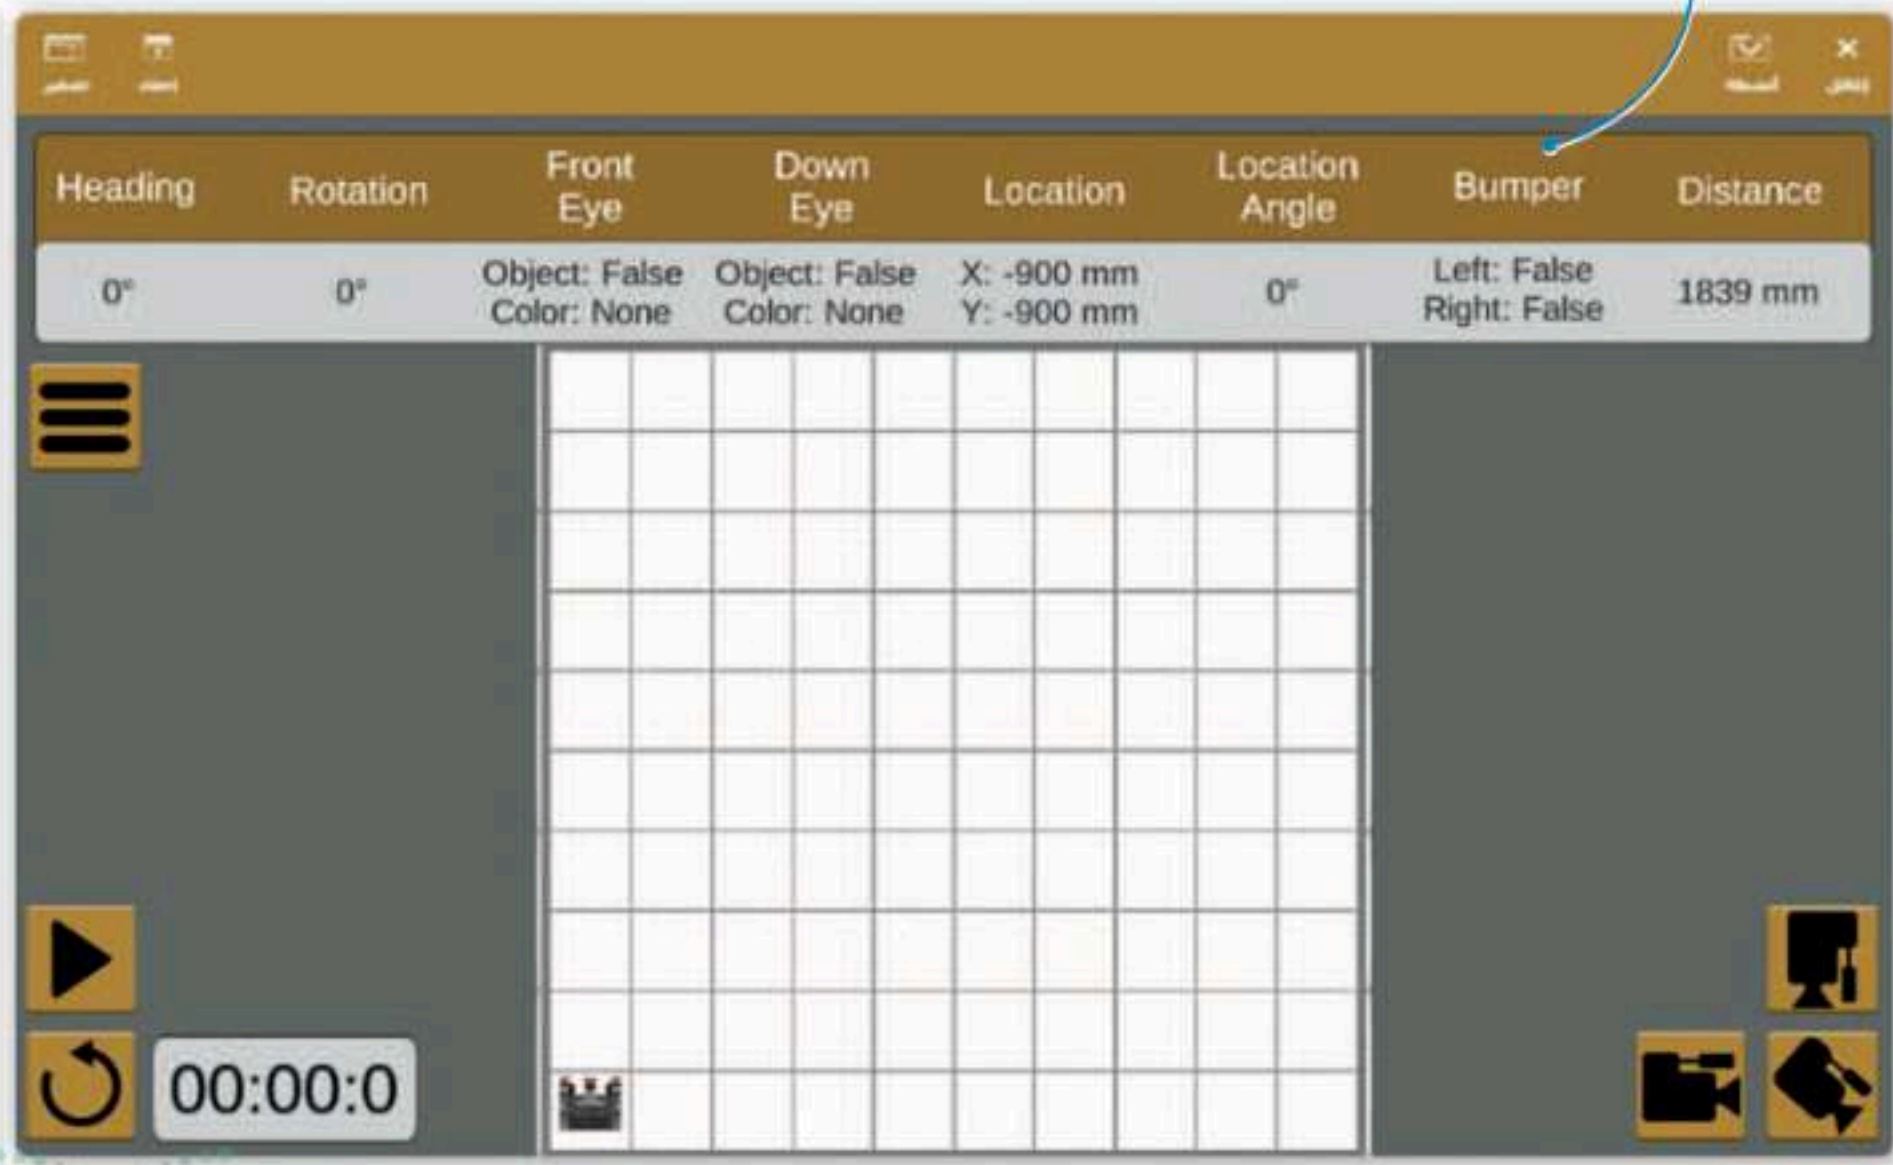 Heading
Rotation
Front
Eye
Down
Eye
Location
Location
Angle
Bumper
Distance
0°
0°
Object: False
Color: None
Object: False
Color: None
X: -900 mm
Y: -900 mm
0°
Left: False
Right: False
1839 mm
00:00:0